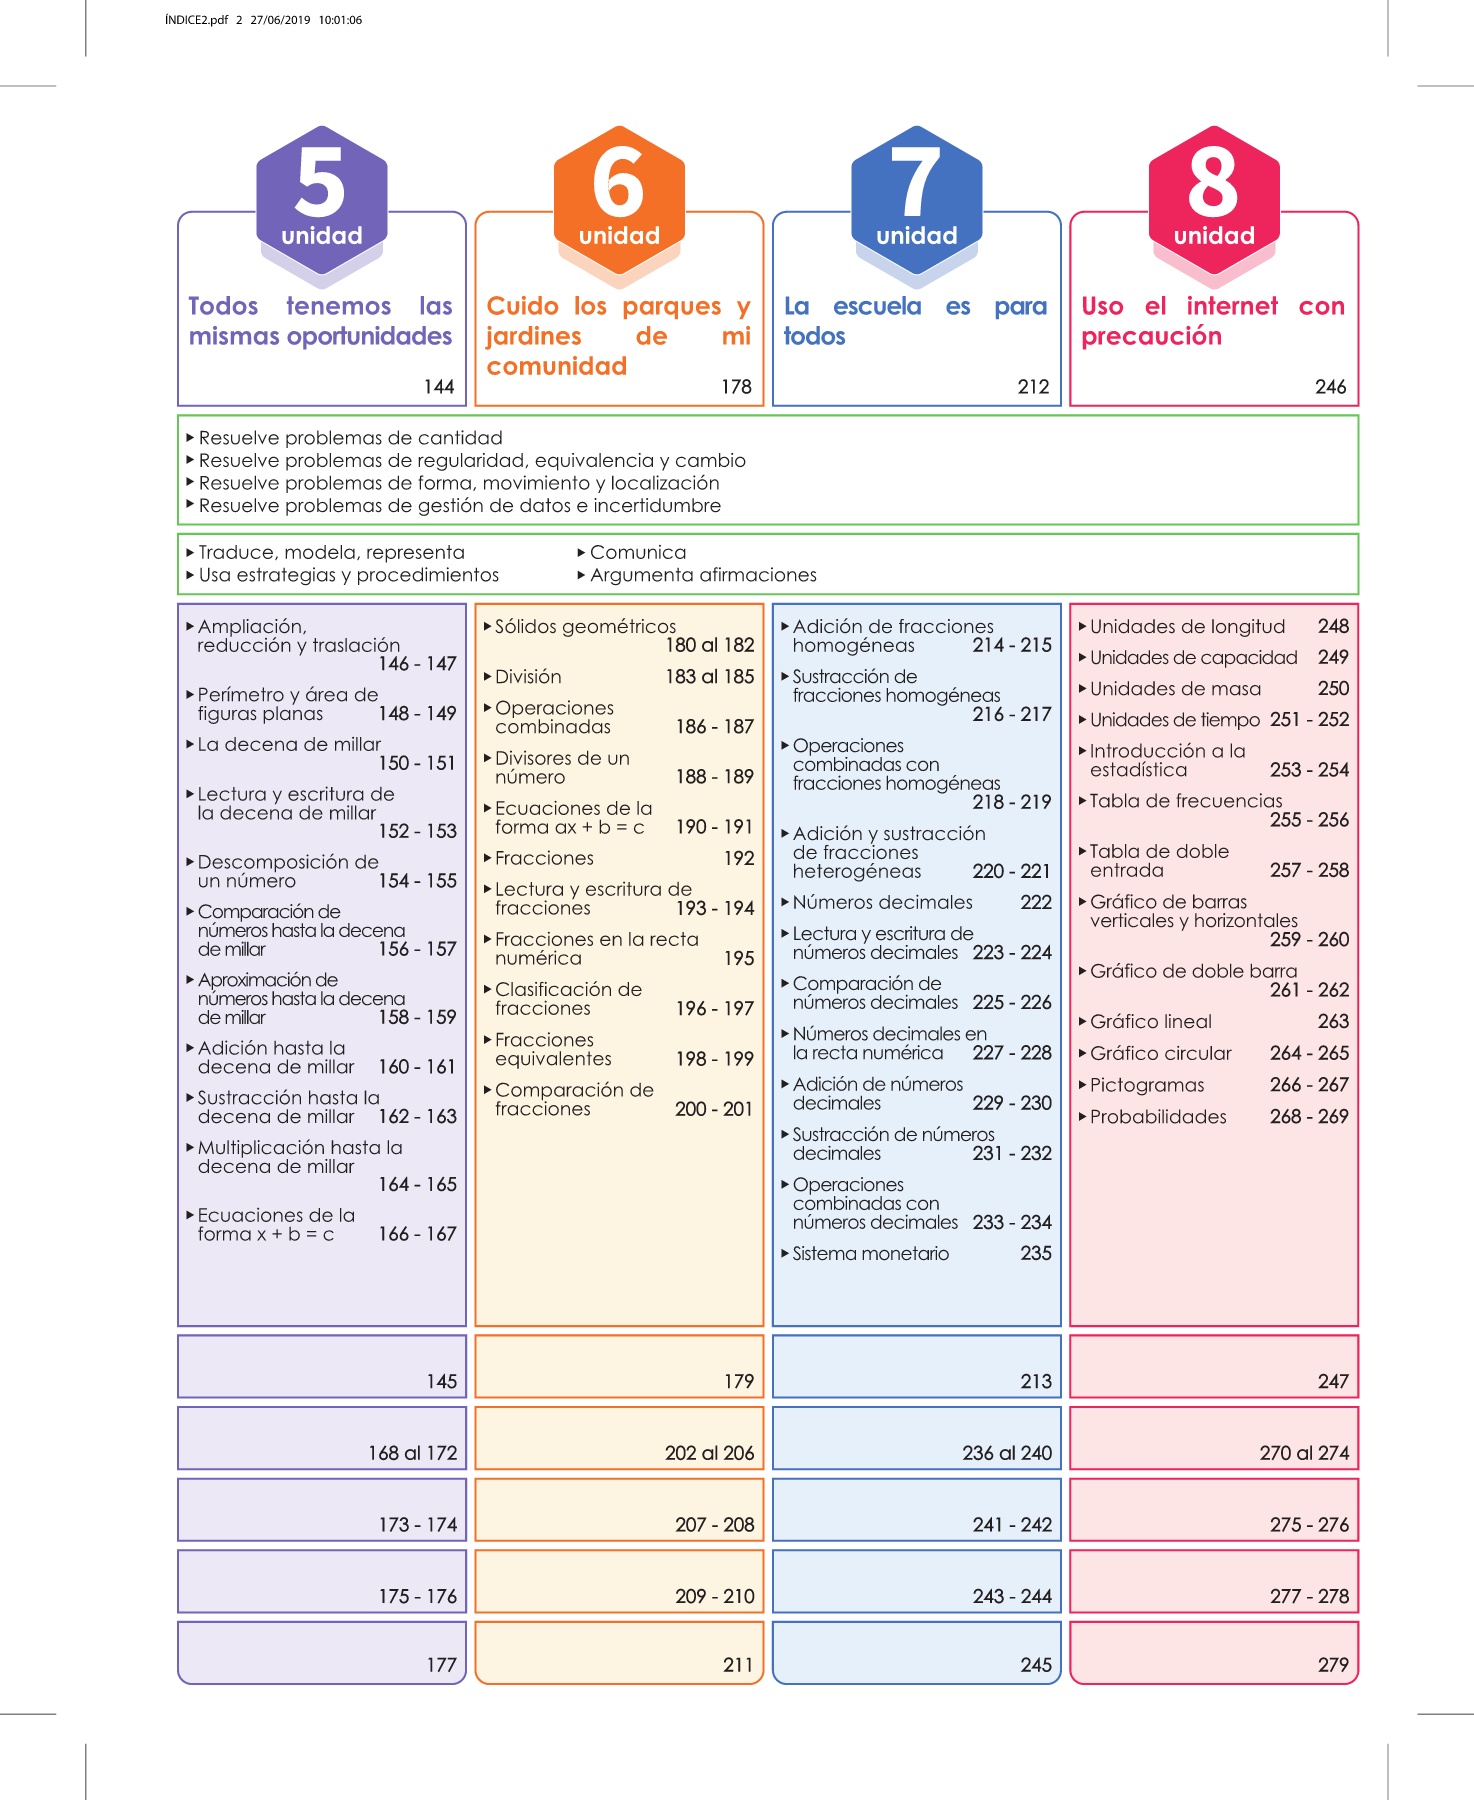 ÍNDICE2.pdf 2 27/06/2019 10:01:06
5
unidad
Todos tenemos las
mismas oportunidades
144
6
unidad
Cuido los parques y
jardines de mi
comunidad
178
7
unidad
La escuela es para
todos
212
8
unidad
Uso el internet con
precaución
246
Resuelve problemas de cantidad
Resuelve problemas de regularidad, equivalencia y cambio
Resuelve problemas de forma, movimiento y localización
Resuelve problemas de gestión de datos e incertidumbre
Traduce, modela, representa
Usa estrategias y procedimientos
Comunica
Argumenta afirmaciones
Ampliación,
reducción y traslación
146 - 147
Perímetro y área de
figuras planas 148 - 149
La decena de millar
150 - 151
Lectura y escritura de
la decena de millar
152 - 153
Descomposición de
un número 154 - 155
Comparación de
números hasta la decena
de millar 156 - 157
Aproximación de
números hasta la decena
de millar 158 - 159
Adición hasta la
decena de millar 160 - 161
Sustracción hasta la
decena de millar 162 - 163
Multiplicación hasta la
decena de millar
164 - 165
Ecuaciones de la
forma x + b = c 166 - 167
Sólidos geométricos
180 al 182
División 183 al 185
Operaciones
combinadas 186 - 187
Divisores de un
número 188 - 189
Ecuaciones de la
forma ax + b = c 190 - 191
Fracciones 192
Lectura y escritura de
fracciones 193 - 194
Fracciones en la recta
numérica 195
Clasificación de
fracciones 196 - 197
Fracciones
equivalentes 198 - 199
Comparación de
fracciones 200 - 201
Adición de fracciones
homogéneas 214 - 215
Sustracción de
fracciones homogéneas
216 - 217
Operaciones
combinadas con
fracciones homogéneas
218 - 219
Adición y sustracción
de fracciones
heterogéneas 220 - 221
Números decimales 222
Lectura y escritura de
números decimales 223 - 224
Comparación de
números decimales 225 - 226
Números decimales en
la recta numérica 227 - 228
Adición de números
decimales 229 - 230
Sustracción de números
decimales 231 - 232
Operaciones
combinadas con
números decimales 233 - 234
Sistema monetario 235
Unidades de longitud 248
Unidades de capacidad 249
Unidades de masa 250
Unidades de tiempo 251 - 252
Introducción a la
estadística 253 - 254
Tabla de frecuencias
255 - 256
Tabla de doble
entrada 257 - 258
Gráfico de barras
verticales y horizontales
259 - 260
Gráfico de doble barra
261 - 262
Gráfico lineal 263
Gráfico circular 264 - 265
Pictogramas 266 - 267
Probabilidades 268 - 269
145 179 213 247
168 al 172 202 al 206 236 al 240 270 al 274
173 - 174 207 - 208 241 - 242 275 - 276
175 - 176 209 - 210 243 - 244 277 - 278
177 211 245 279